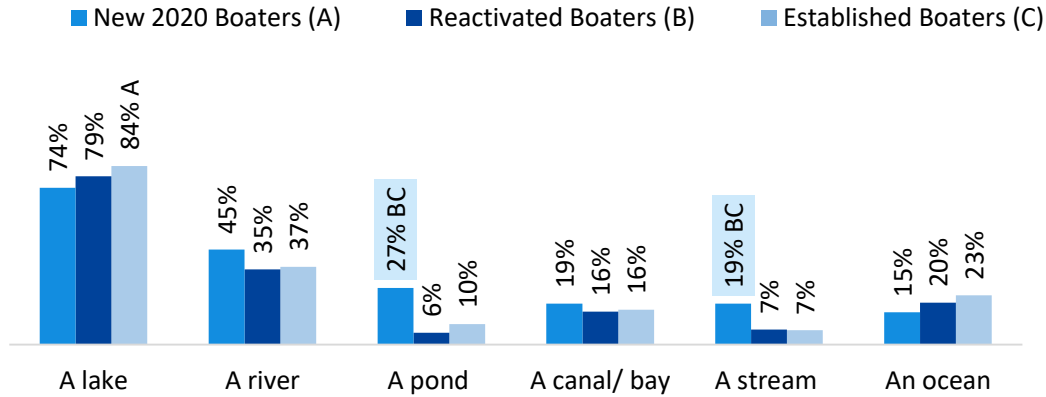 New 2020 Boaters (A) Reactivated Boaters (B) Established Boaters (C)
74% 79% 84% A
45% 35% 37%
27% BC 6% 10%
19% 16% 16%
19% BC 7% 7%
15% 20% 23%
A lake A river A pond A canal/ bay A stream An ocean